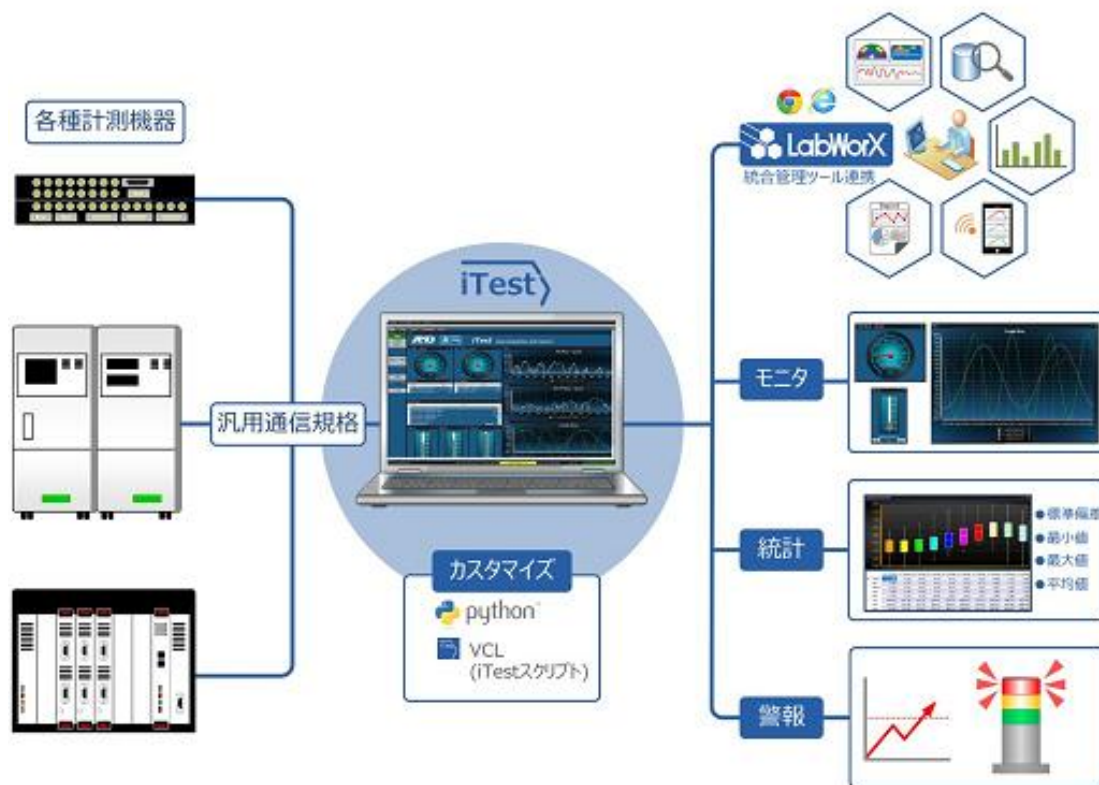 各種計測機器
汎用通信規格
iTest
iTest
カスタマイズ
python
VCL
(iTestスクリプト)
LabWorX
統合管理ツール連携
モニタ
統計
●標準偏差
●最小値
●最大値
●平均値
警報